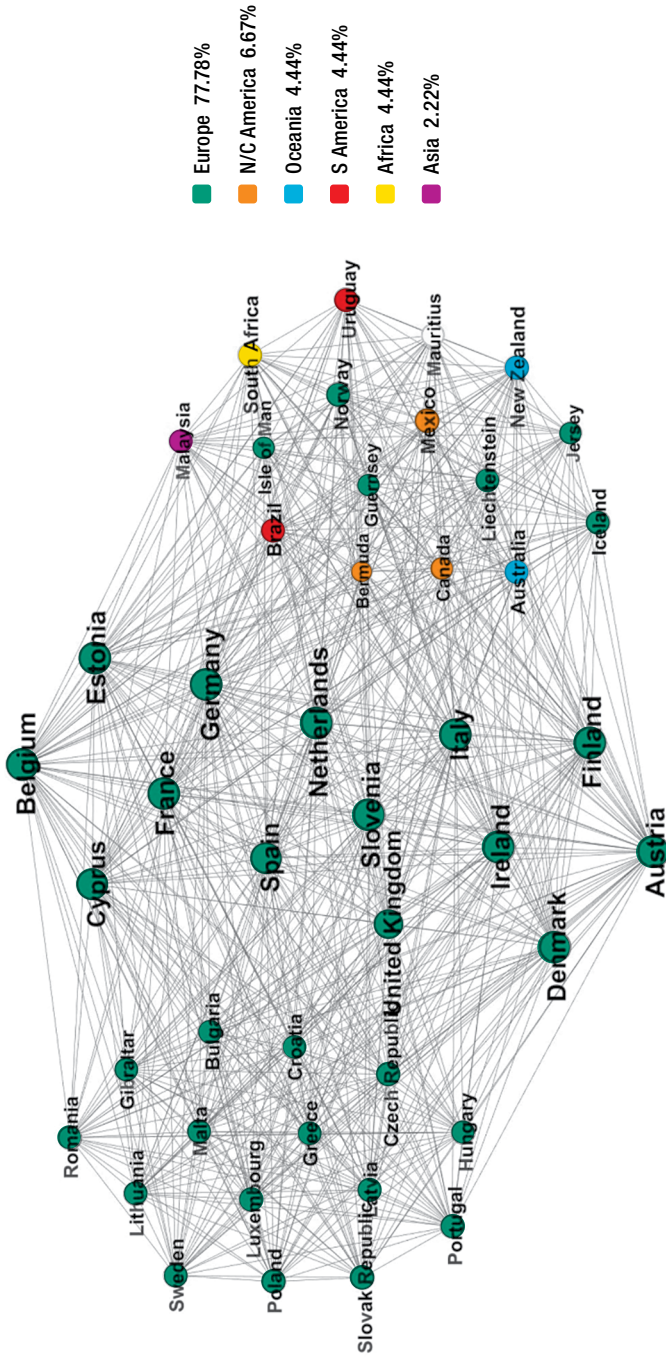 Europe 77.78%
N/C America 6.67%
Oceania 4.44%
S America 4.44%
Africa 4.44%
Asia 2.22%
Belgium
Estonia
Cyprus
France
Germany
Spain
Netherlands
Slovenia
Italy
United Kingdom
Ireland
Finland
Denmark
Austria
Romania
Gibraltar
Lithuania
Bulgaria
Malta
Croatia
Sweden
Luxembourg
Greece
Poland
Czech Republic
Latvia
Slovak Republic
Hungary
Portugal
Malaysia
South Africa
Isle of Man
Brazil
Uruguay
Norway
Guernsey
Bermuda
Mauritius
Mexico
Canada
New Zealand
Liechtenstein
Australia
Jersey
Iceland